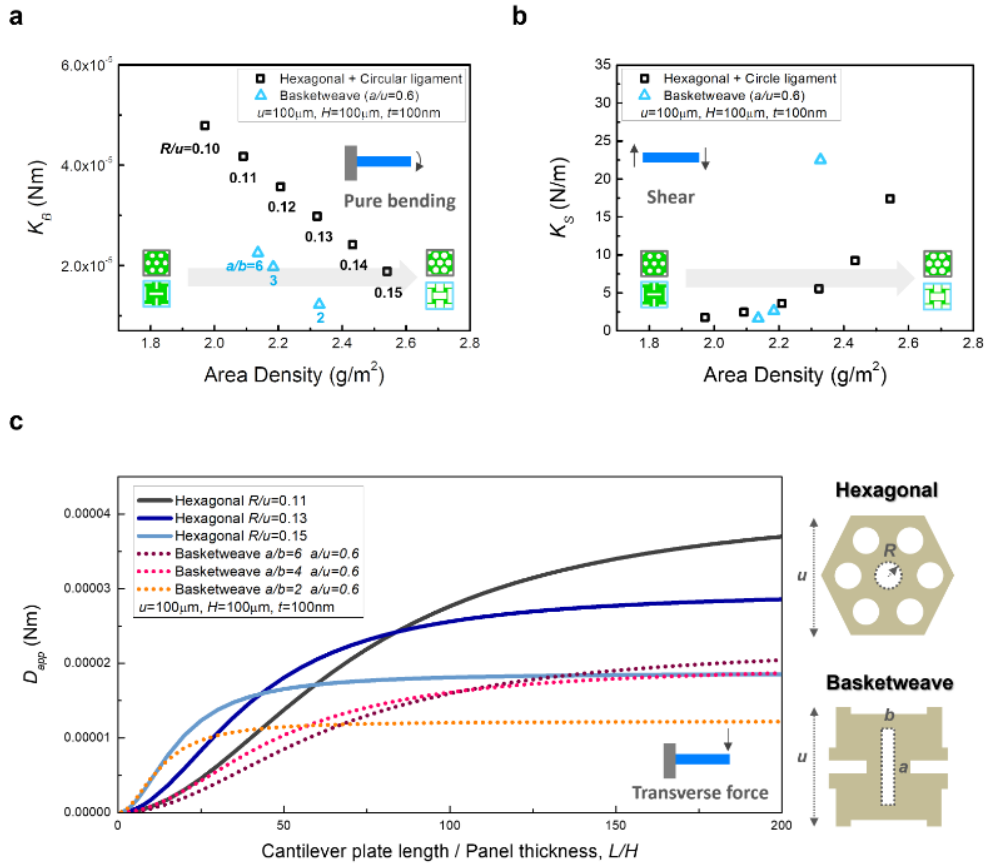 a
6.0x10⁻⁵
4.0x10⁻⁵
2.0x10⁻⁵
K_B (Nm)
Hexagonal + Circular ligament
Basketweave (a/u=0.6)
u=100μm, H=100μm, t=100nm
R/u=0.10
0.11
0.12
0.13
0.14
0.15
Pure bending
a/b=6
3
2
1.8 2.0 2.2 2.4 2.6 2.8
Area Density (g/m²)
b
35
30
25
20
15
10
5
0
K_S (N/m)
Hexagonal + Circle ligament
Basketweave (a/u=0.6)
u=100μm, H=100μm, t=100nm
Shear
1.8 2.0 2.2 2.4 2.6 2.8
Area Density (g/m²)
c
0.00004
0.00003
0.00002
0.00001
0.00000
D_app (Nm)
Hexagonal R/u=0.11
Hexagonal R/u=0.13
Hexagonal R/u=0.15
Basketweave a/b=6 a/u=0.6
Basketweave a/b=4 a/u=0.6
Basketweave a/b=2 a/u=0.6
u=100μm, H=100μm, t=100nm
Transverse force
0 50 100 150 200
Cantilever plate length / Panel thickness, L/H
Hexagonal
u
R
Basketweave
u
b
a